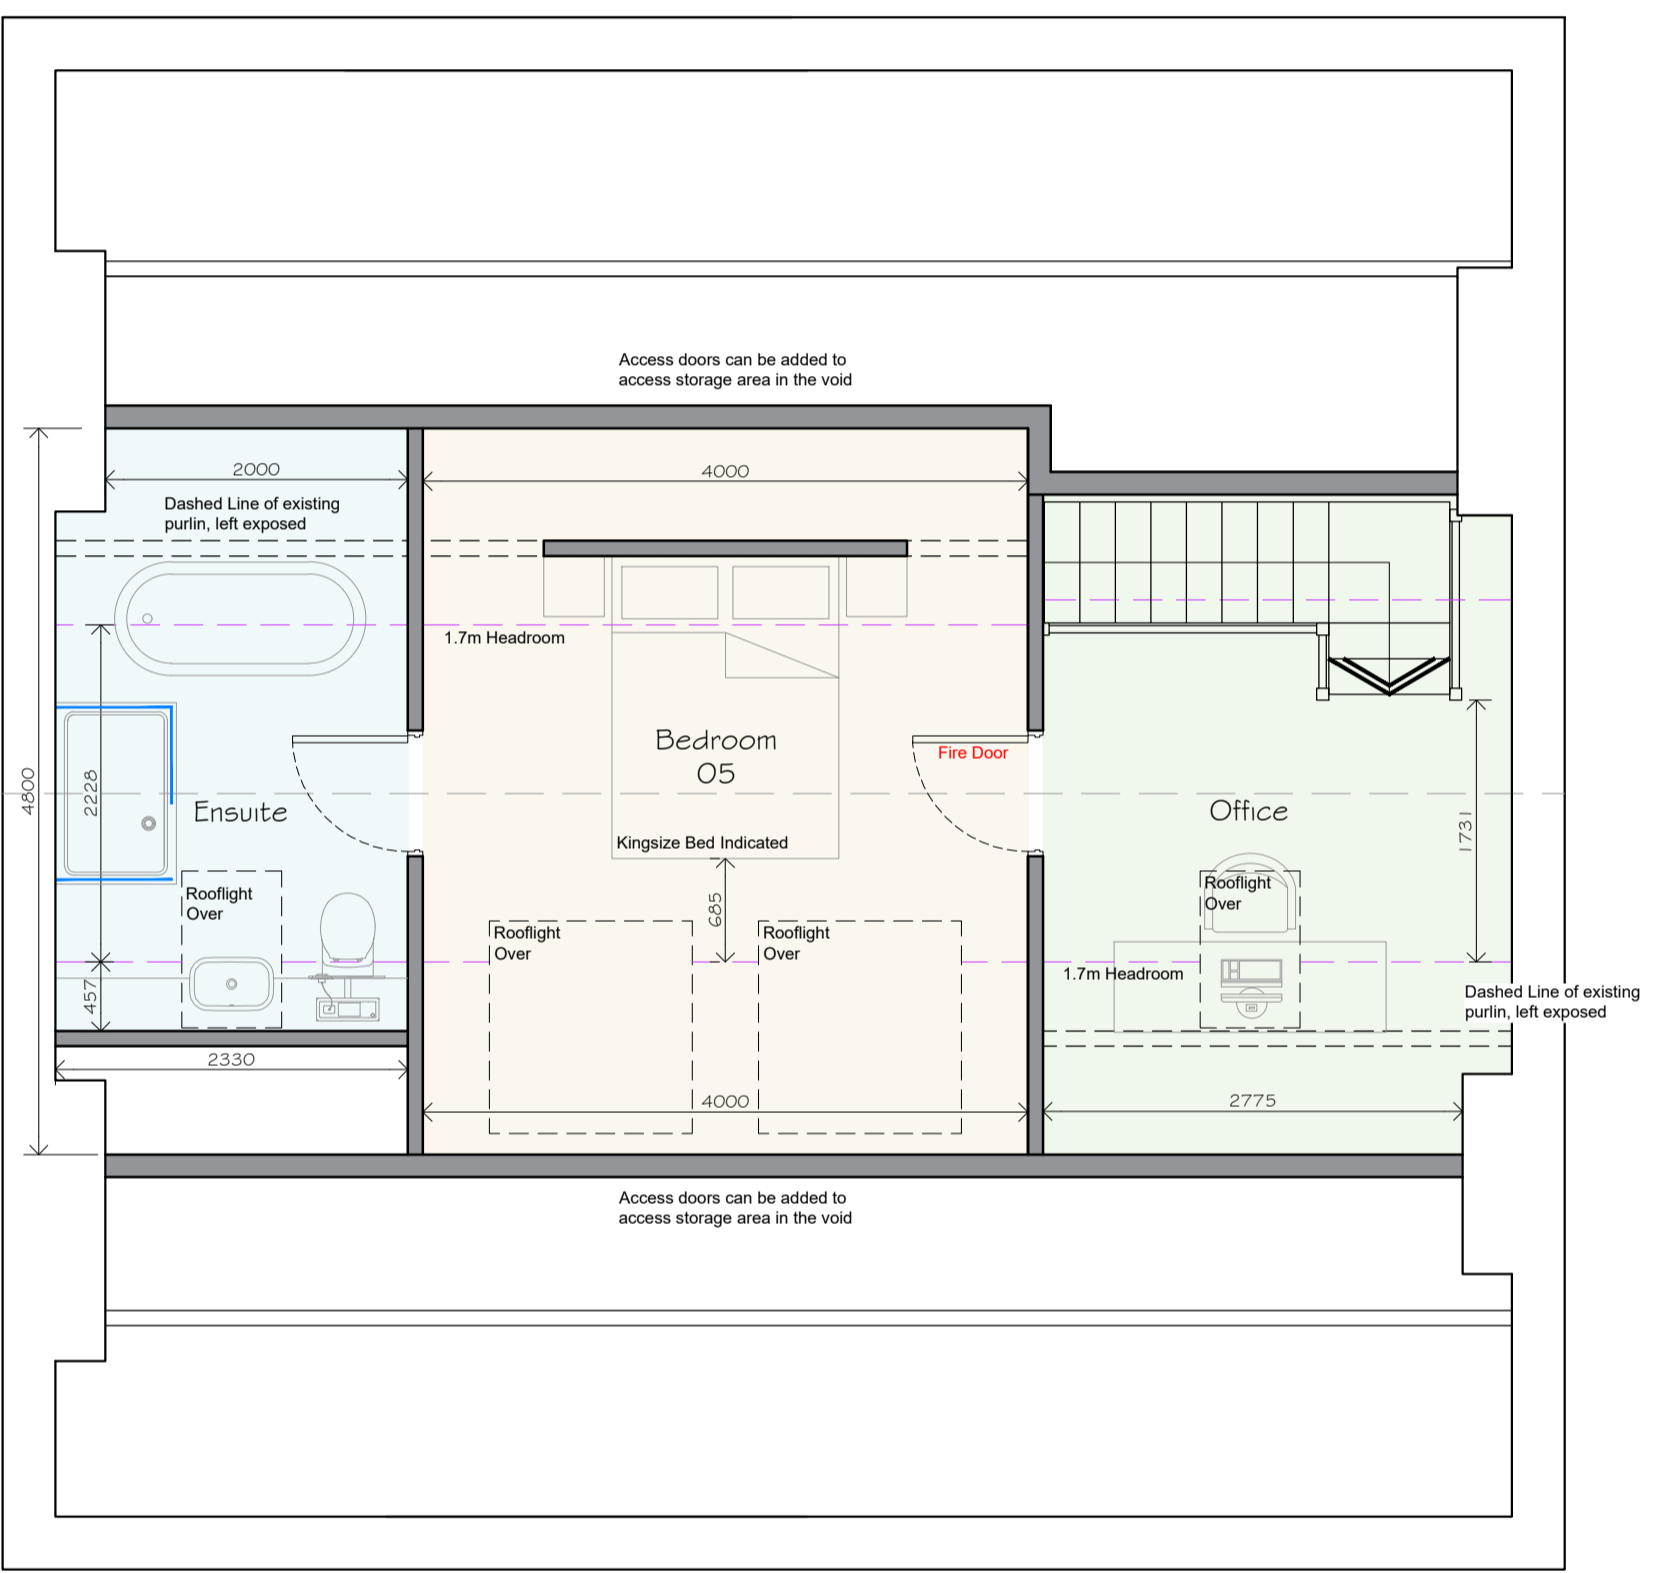 Access doors can be added to
access storage area in the void
2000
4000
Dashed Line of existing
purlin, left exposed
1.7m Headroom
Bedroom
05
Fire Door
4800
2228
Ensuite
Office
1731
Kingsize Bed Indicated
Rooflight
Over
685
Rooflight
Over
Rooflight
Over
Rooflight
Over
1.7m Headroom
457
Dashed Line of existing
purlin, left exposed
2330
4000
2775
Access doors can be added to
access storage area in the void